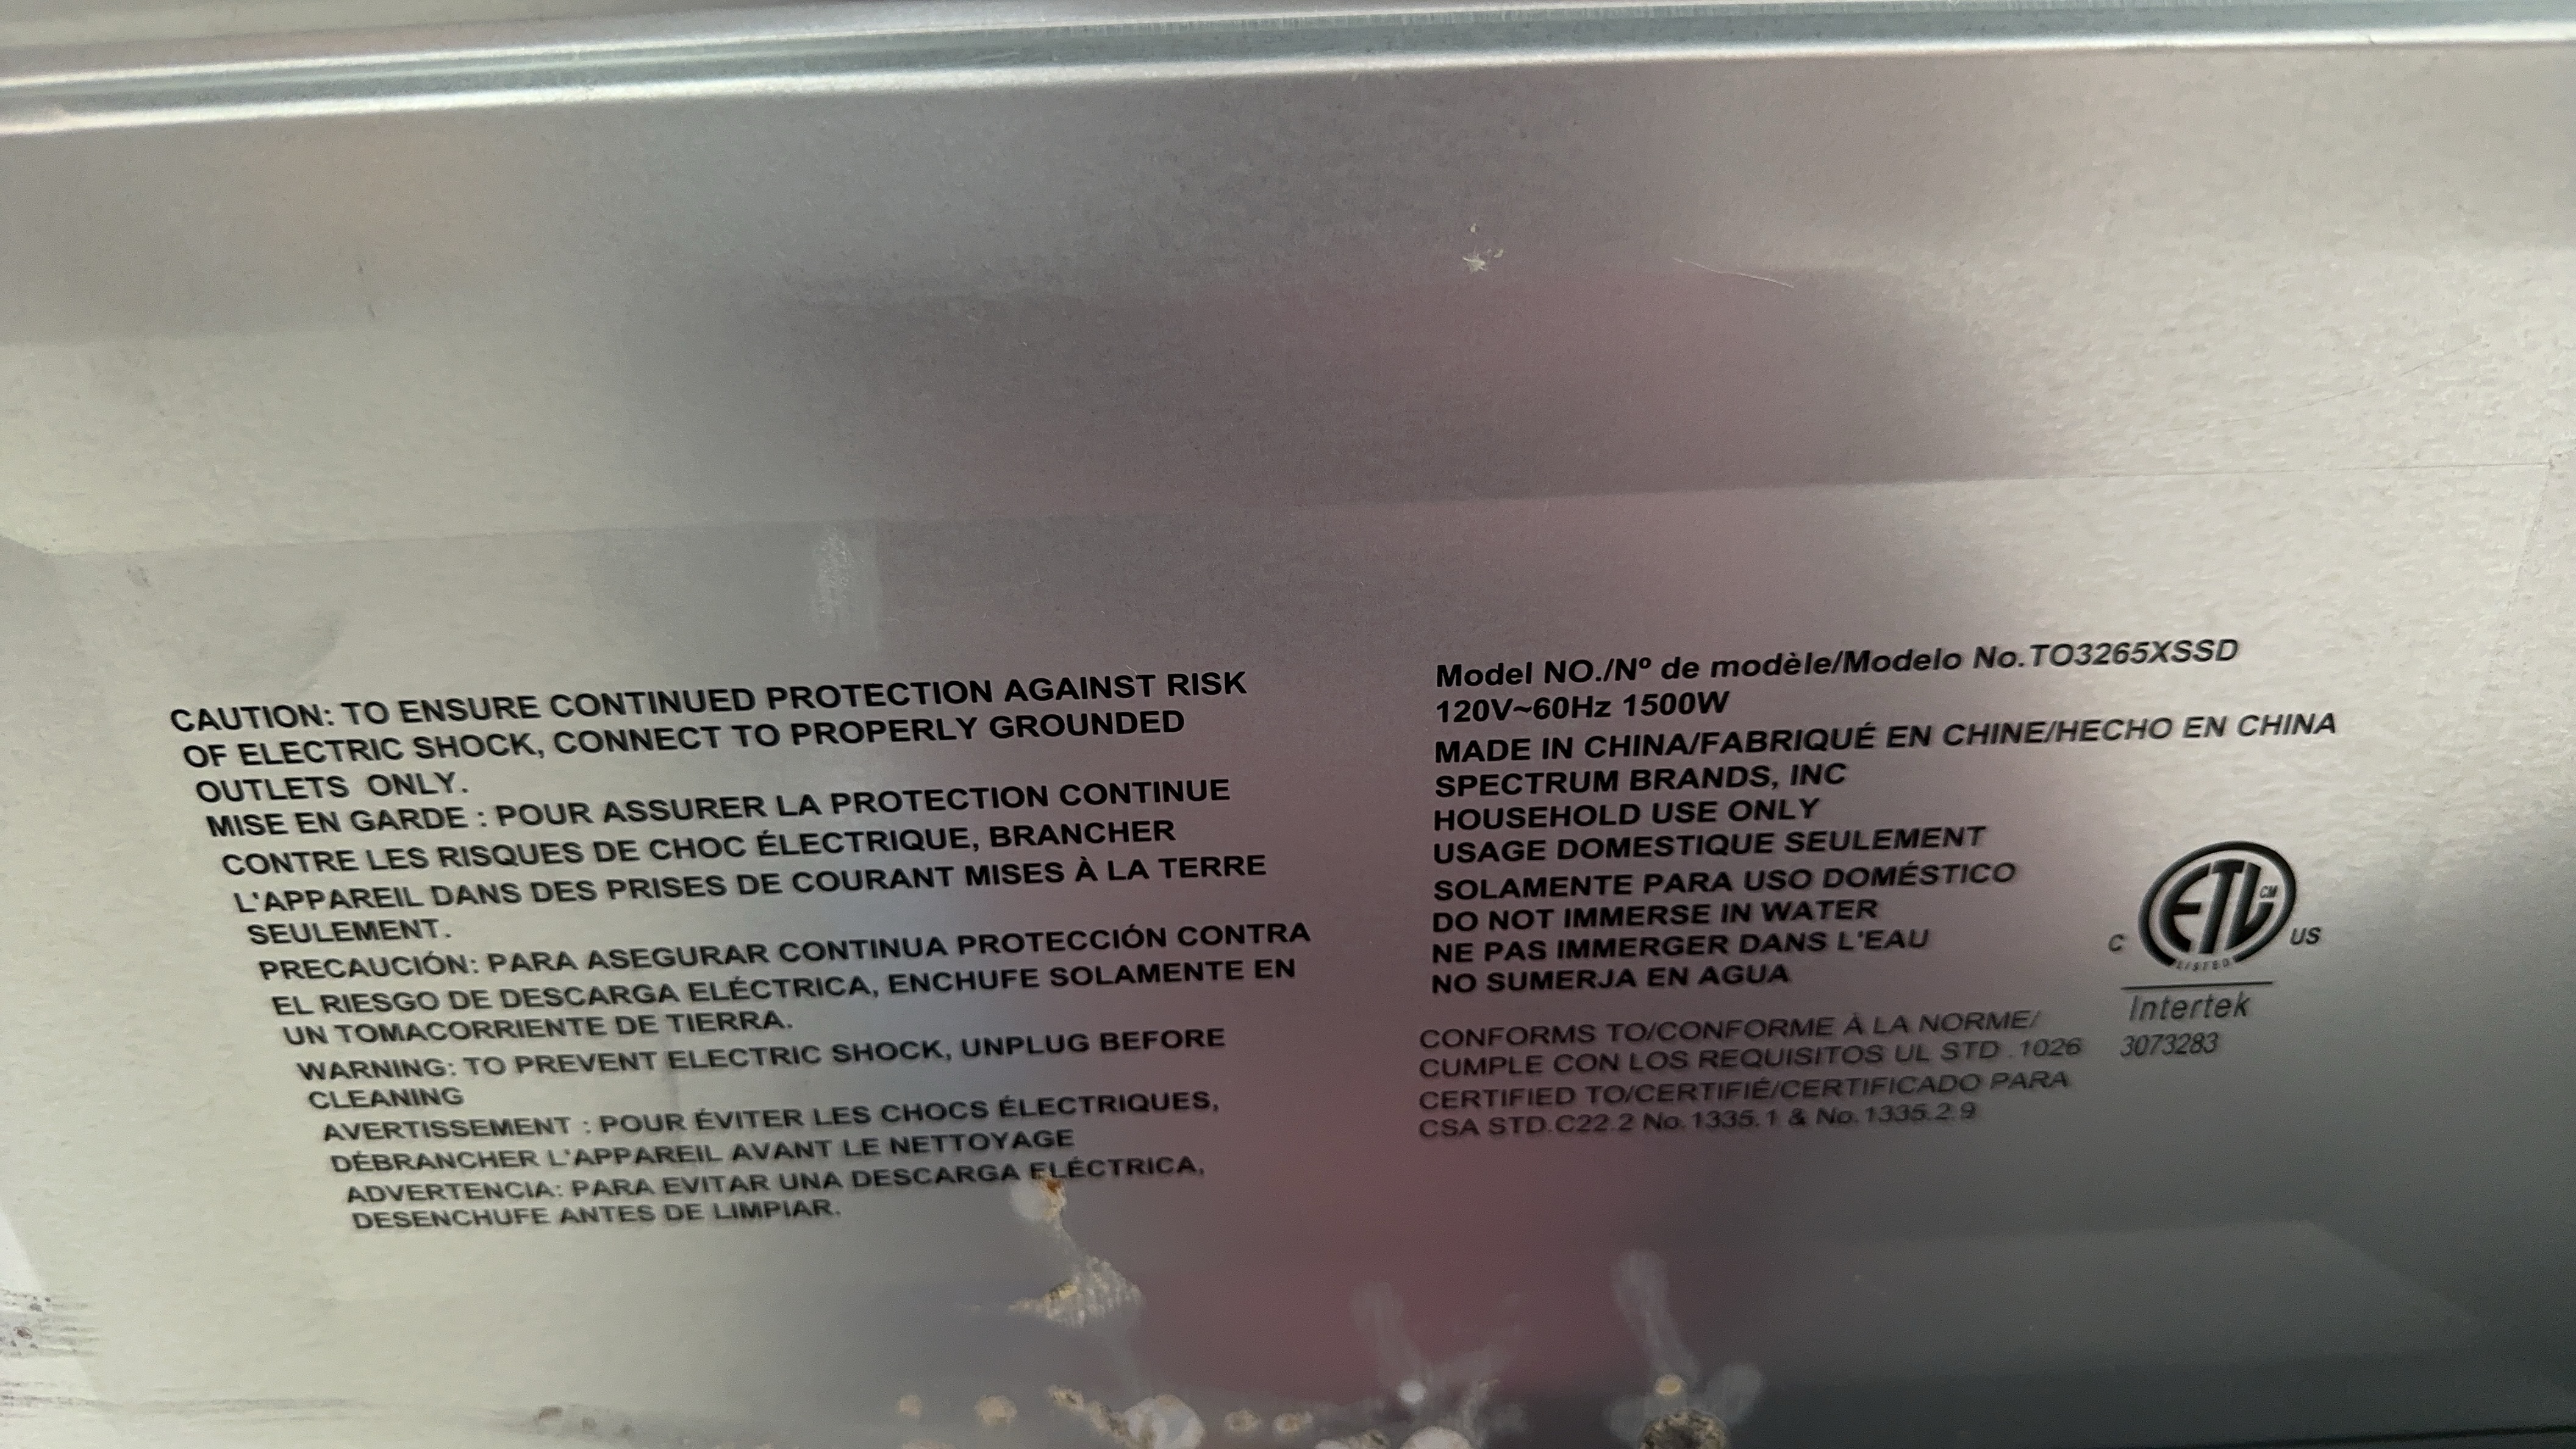 CAUTION: TO ENSURE CONTINUED PROTECTION AGAINST RISK
OF ELECTRIC SHOCK, CONNECT TO PROPERLY GROUNDED
OUTLETS ONLY.
MISE EN GARDE : POUR ASSURER LA PROTECTION CONTINUE
CONTRE LES RISQUES DE CHOC ÉLECTRIQUE, BRANCHER
L'APPAREIL DANS DES PRISES DE COURANT MISES À LA TERRE
SEULEMENT.
PRECAUCIÓN: PARA ASEGURAR CONTINUA PROTECCIÓN CONTRA
EL RIESGO DE DESCARGA ELÉCTRICA, ENCHUFE SOLAMENTE EN
UN TOMACORRIENTE DE TIERRA.
WARNING: TO PREVENT ELECTRIC SHOCK, UNPLUG BEFORE
CLEANING
AVERTISSEMENT : POUR ÉVITER LES CHOCS ÉLECTRIQUES,
DÉBRANCHER L'APPAREIL AVANT LE NETTOYAGE
ADVERTENCIA: PARA EVITAR UNA DESCARGA ELÉCTRICA,
DESENCHUFE ANTES DE LIMPIAR.
Model NO./Nº de modèle/Modelo No.TO3265XSSD
120V~60Hz 1500W
MADE IN CHINA/FABRIQUÉ EN CHINE/HECHO EN CHINA
SPECTRUM BRANDS, INC
HOUSEHOLD USE ONLY
USAGE DOMESTIQUE SEULEMENT
SOLAMENTE PARA USO DOMÉSTICO
DO NOT IMMERSE IN WATER
NE PAS IMMERGER DANS L'EAU
NO SUMERJA EN AGUA
CONFORMS TO/CONFORME À LA NORME/
CUMPLE CON LOS REQUISITOS UL STD .1026
CERTIFIED TO/CERTIFIÉ/CERTIFICADO PARA
CSA STD.C22.2 No.1335.1 & No.1335.2.9
ETL CM
C US
LISTED
Intertek
3073283